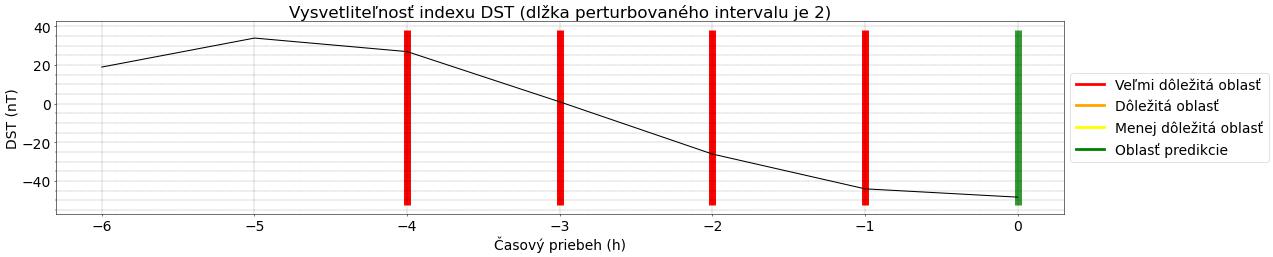 Vysvetliteľnosť indexu DST (dlžka perturbovaného intervalu je 2)
DST (nT)
40
20
0
−20
−40
−6 −5 −4 −3 −2 −1 0
Časový priebeh (h)
Veľmi dôležitá oblasť
Dôležitá oblasť
Menej dôležitá oblasť
Oblasť predikcie